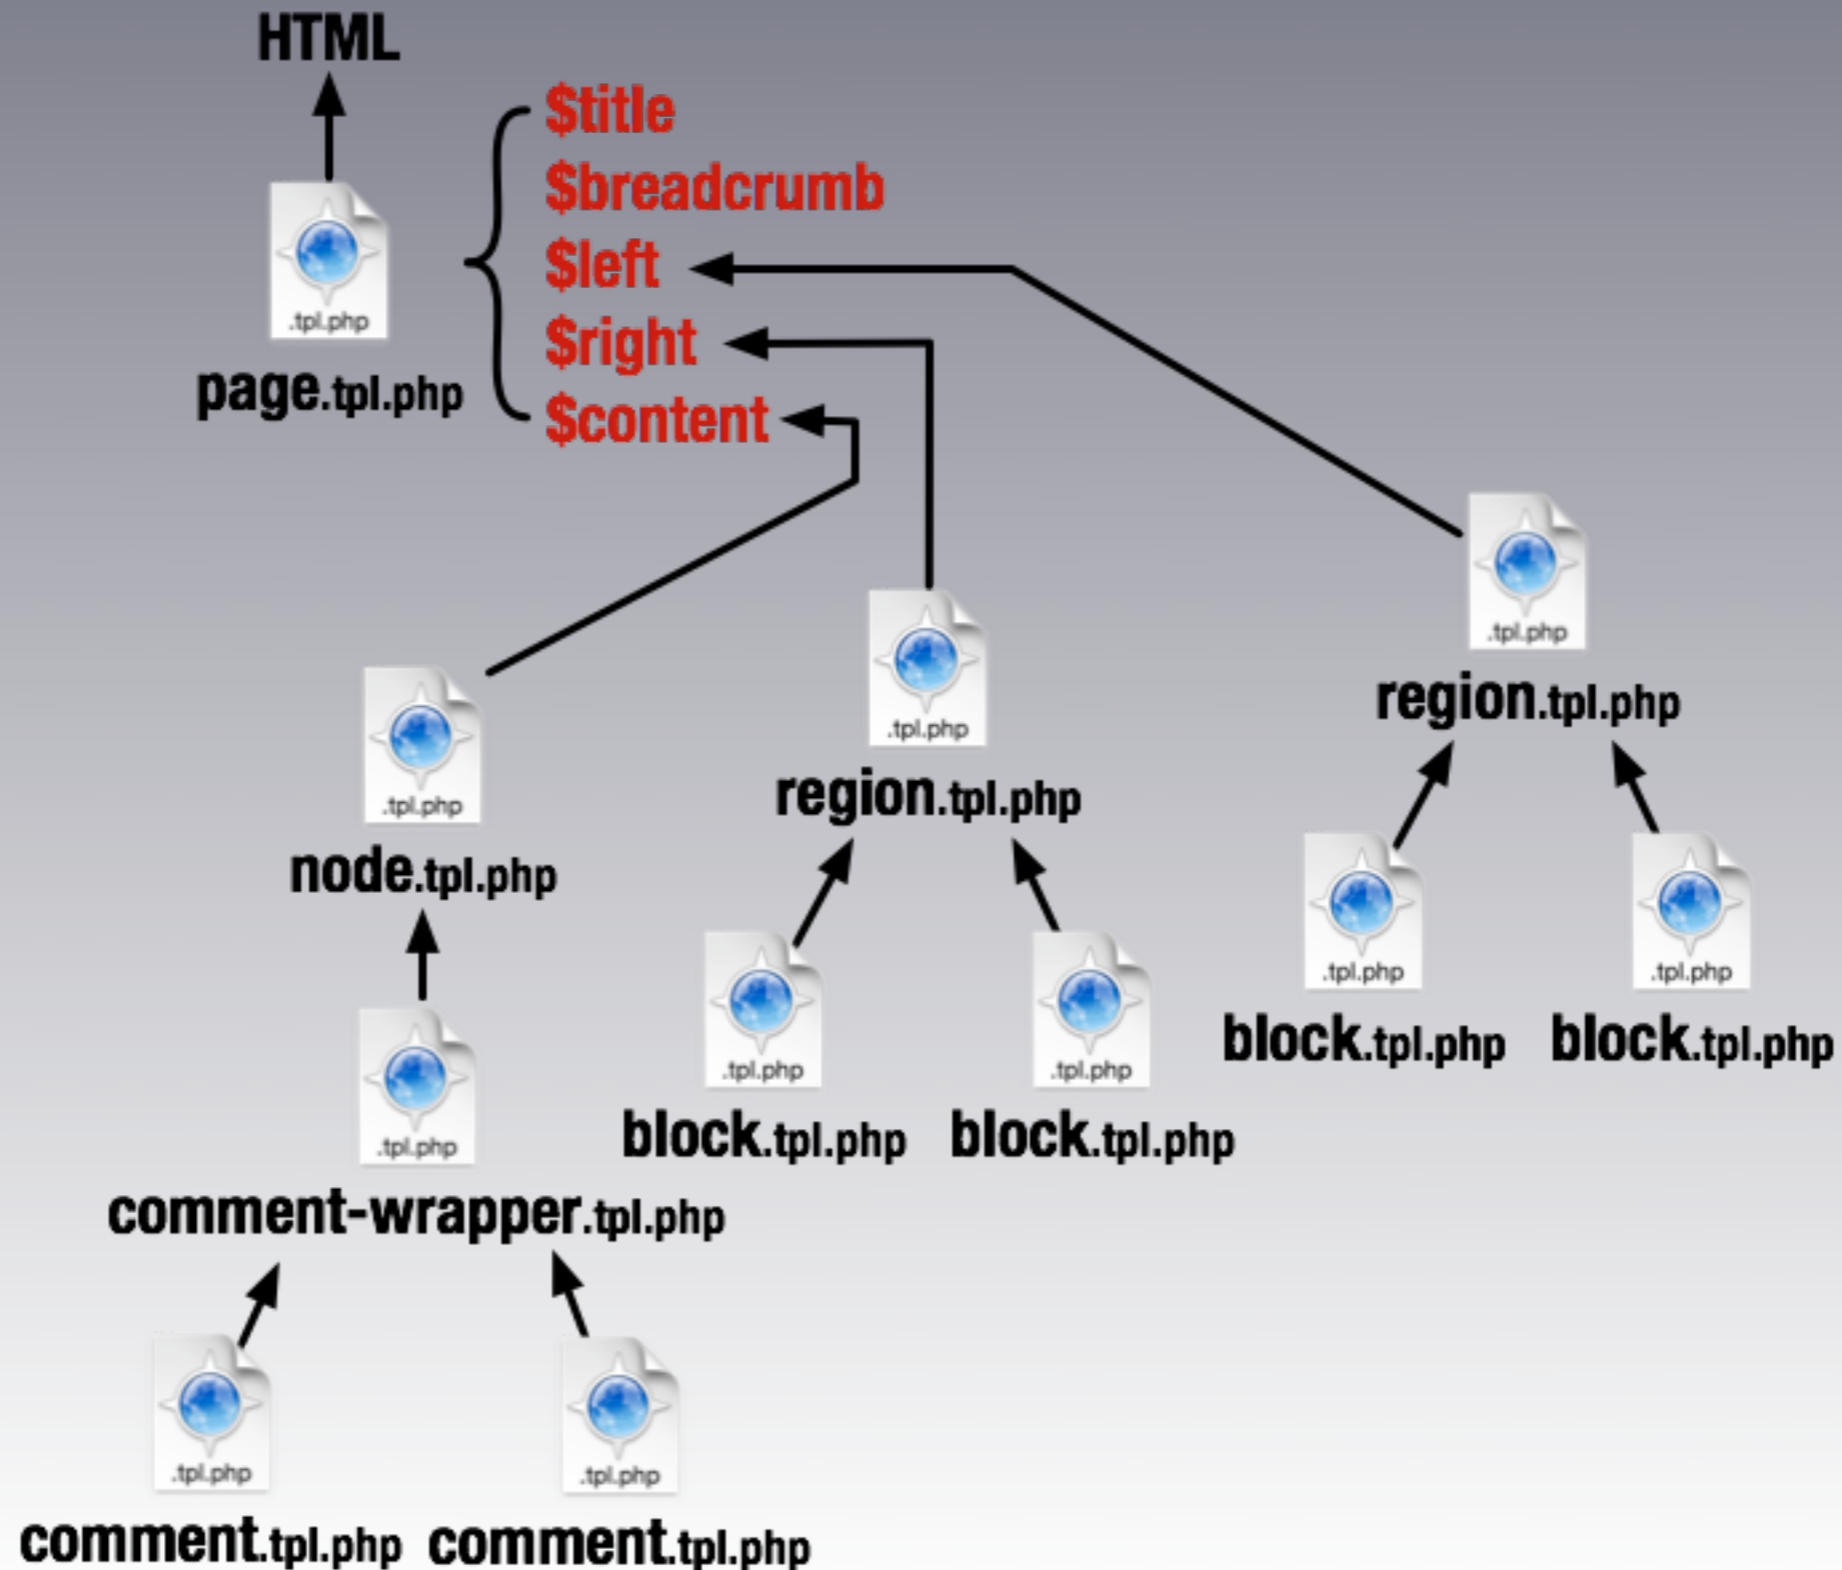 HTML
$title
$breadcrumb
$left
$right
$content
.tpl.php
page.tpl.php
.tpl.php
region.tpl.php
.tpl.php
region.tpl.php
.tpl.php
node.tpl.php
.tpl.php
block.tpl.php
.tpl.php
block.tpl.php
.tpl.php
block.tpl.php
.tpl.php
block.tpl.php
.tpl.php
comment-wrapper.tpl.php
.tpl.php
comment.tpl.php
.tpl.php
comment.tpl.php